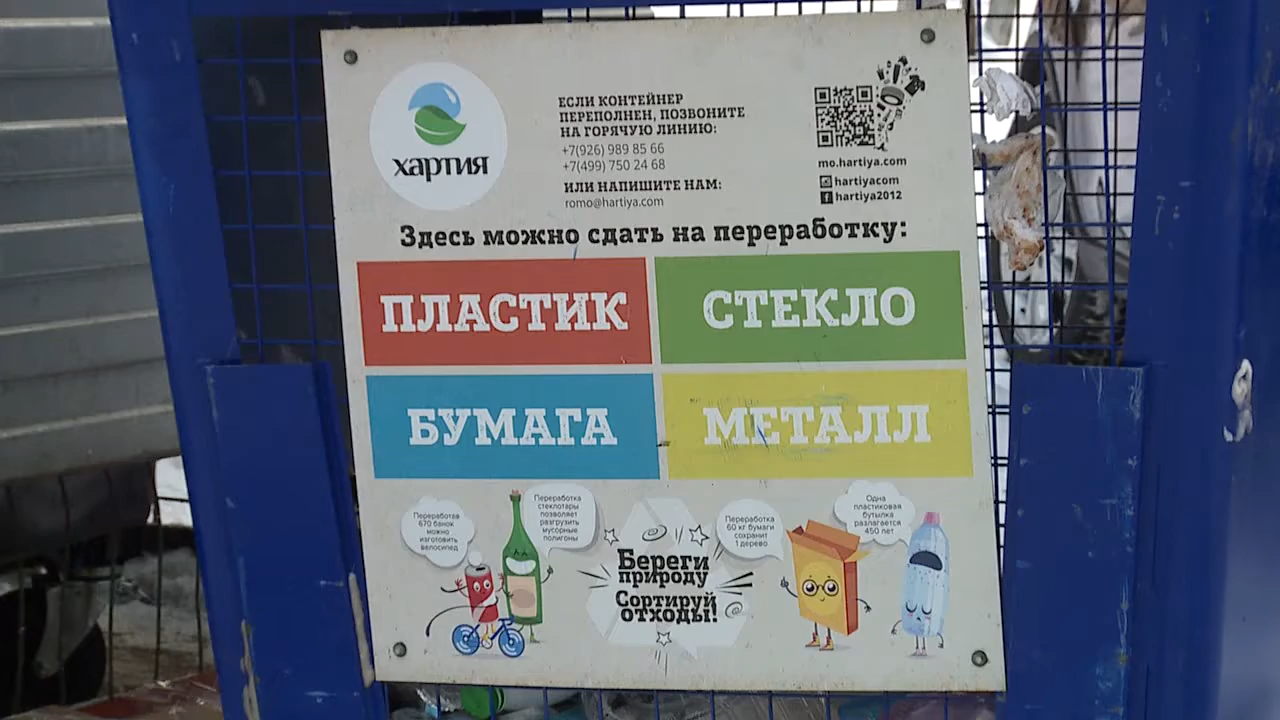 хартия
ЕСЛИ КОНТЕЙНЕР
ПЕРЕПОЛНЕН, ПОЗВОНИТЕ
НА ГОРЯЧУЮ ЛИНИЮ:
+7(926) 989 85 66
+7(499) 750 24 68
ИЛИ НАПИШИТЕ НАМ:
romo@hartiya.com
mo.hartiya.com
hartiyacom
hartiya2012
Здесь можно сдать на переработку:
ПЛАСТИК
СТЕКЛО
БУМАГА
МЕТАЛЛ
Переработав
670 банок
можно
изготовить
велосипед
Переработка
стеклотары
позволяет
разгрузить
мусорные
полигоны
Береги
природу
Сортируй
отходы!
Переработка
60 кг бумаги
сохранит
1 дерево
Одна
пластиковая
бутылка
разлагается
450 лет